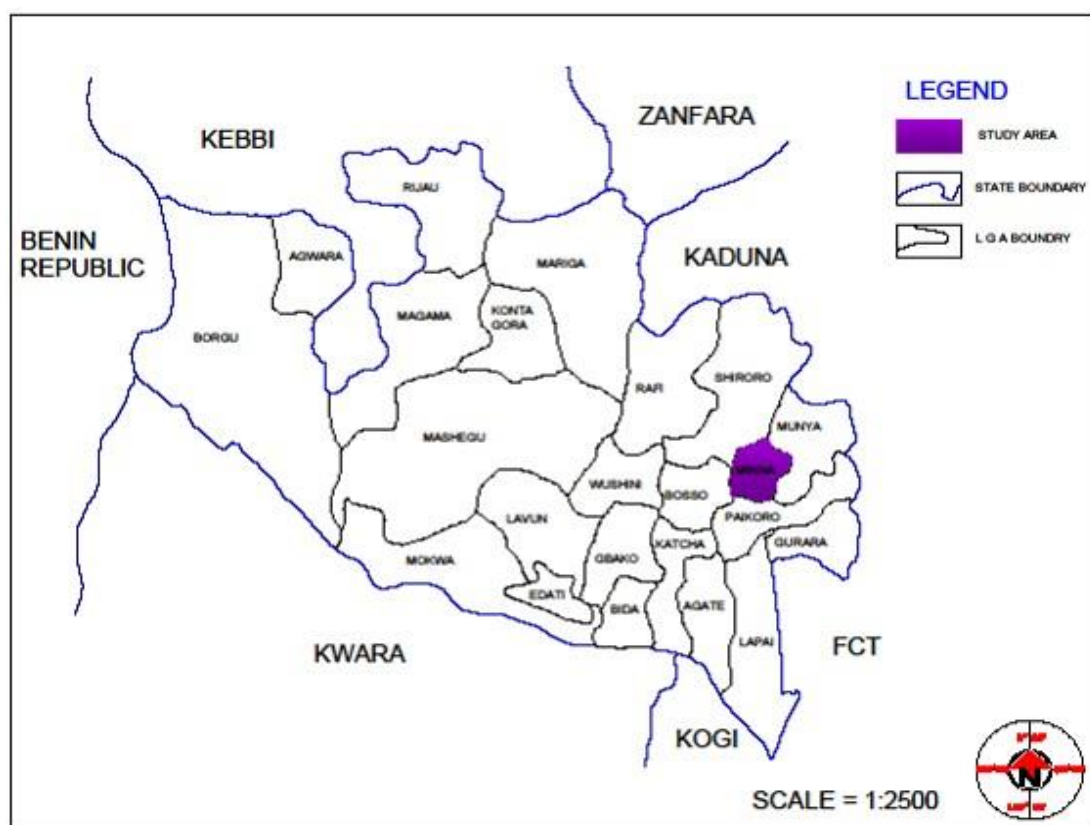 ZANFARA
LEGEND
STUDY AREA
STATE BOUNDARY
L G A BOUNDRY
KEBBI
RIJAU
BENIN
REPUBLIC
AGWARA
MARIGA
KADUNA
MAGAMA
KONTA
GORA
BORGU
RAFI
SHIRORO
MUNYA
MASHEGU
WUSHINI
BOSSO
LAVUN
PAIKORO
GURARA
KATCHA
GBAKO
MOKWA
EDATI
BIDA
AGATE
LAPAI
KWARA
FCT
KOGI
N
SCALE = 1:2500